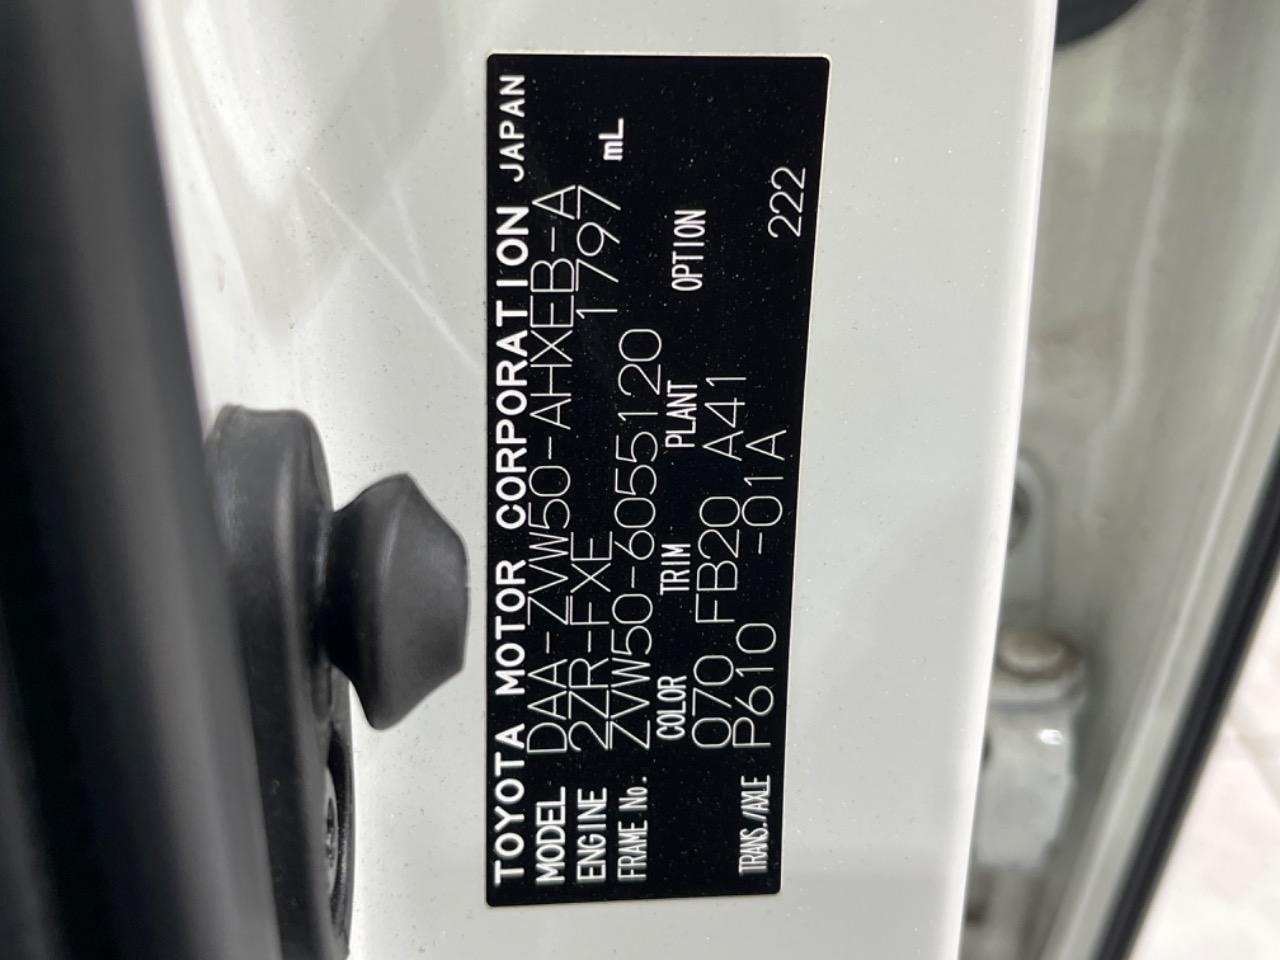 TOYOTA MOTOR CORPORATION JAPAN
MODEL DAA-ZVW50-AHXEB-A
ENGINE 2ZR-FXE 1797 mL
FRAME No. ZVW50-6055120
COLOR TRIM PLANT OPTION
070 FB20 A41
TRANS./AXLE P610 -01A
222